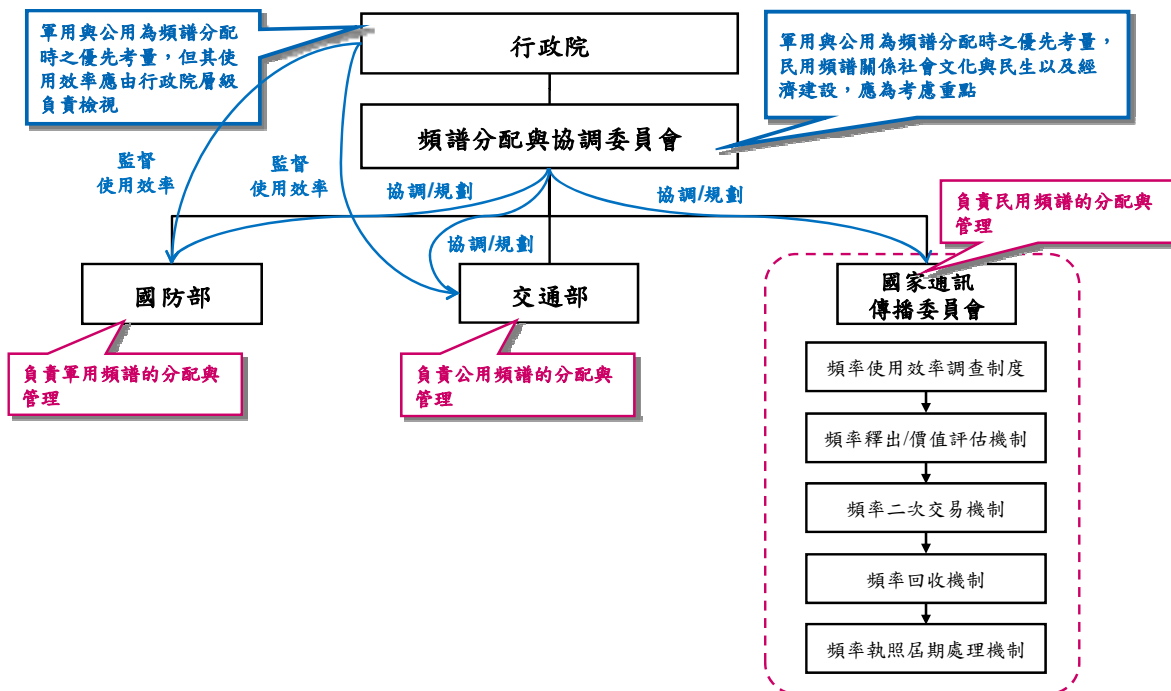 軍用與公用為頻譜分配
時之優先考量，但其使
用效率應由行政院層級
負責檢視
行政院
軍用與公用為頻譜分配時之優先考量，
民用頻譜關係社會文化與民生以及經
濟建設，應為考慮重點
頻譜分配與協調委員會
監督
使用效率
監督
使用效率
協調/規劃
協調/規劃
協調/規劃
負責民用頻譜的分配與
管理
國防部
交通部
國家通訊
傳播委員會
負責軍用頻譜的分配與
管理
負責公用頻譜的分配與
管理
頻率使用效率調查制度
頻率釋出/價值評估機制
頻率二次交易機制
頻率回收機制
頻率執照屆期處理機制